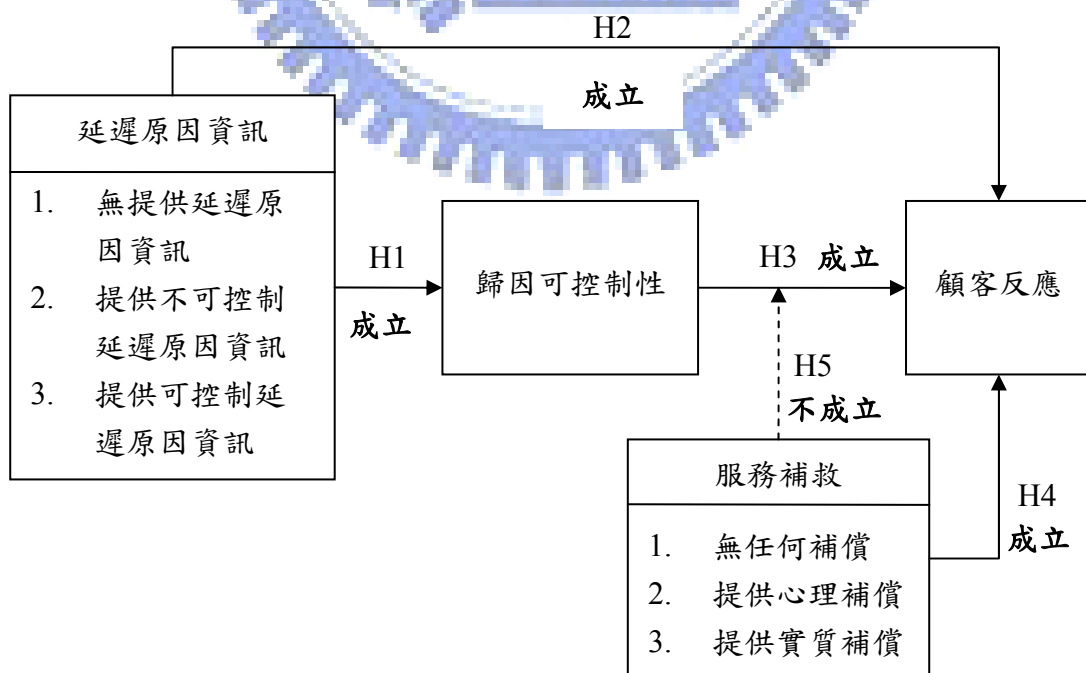 H2
成立
延遲原因資訊
1. 無提供延遲原
因資訊
2. 提供不可控制
延遲原因資訊
3. 提供可控制延
遲原因資訊
H1
成立
歸因可控制性
H3 成立
顧客反應
H5
不成立
服務補救
1. 無任何補償
2. 提供心理補償
3. 提供實質補償
H4
成立